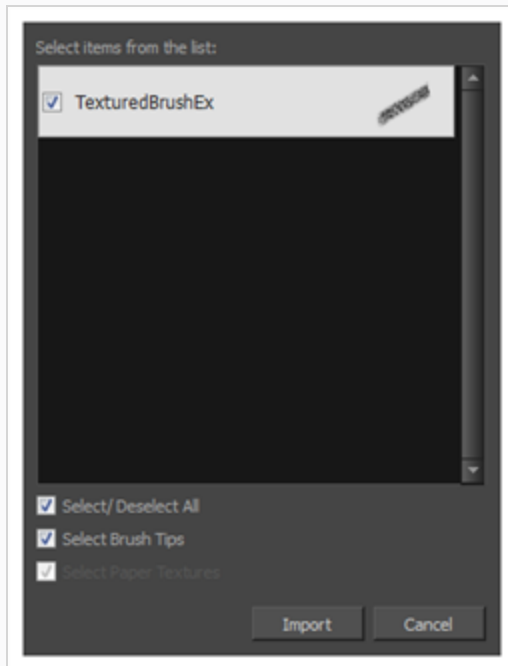 Select items from the list:
TexturedBrushEx
Select/ Deselect All
Select Brush Tips
Select Paper Textures
Import Cancel